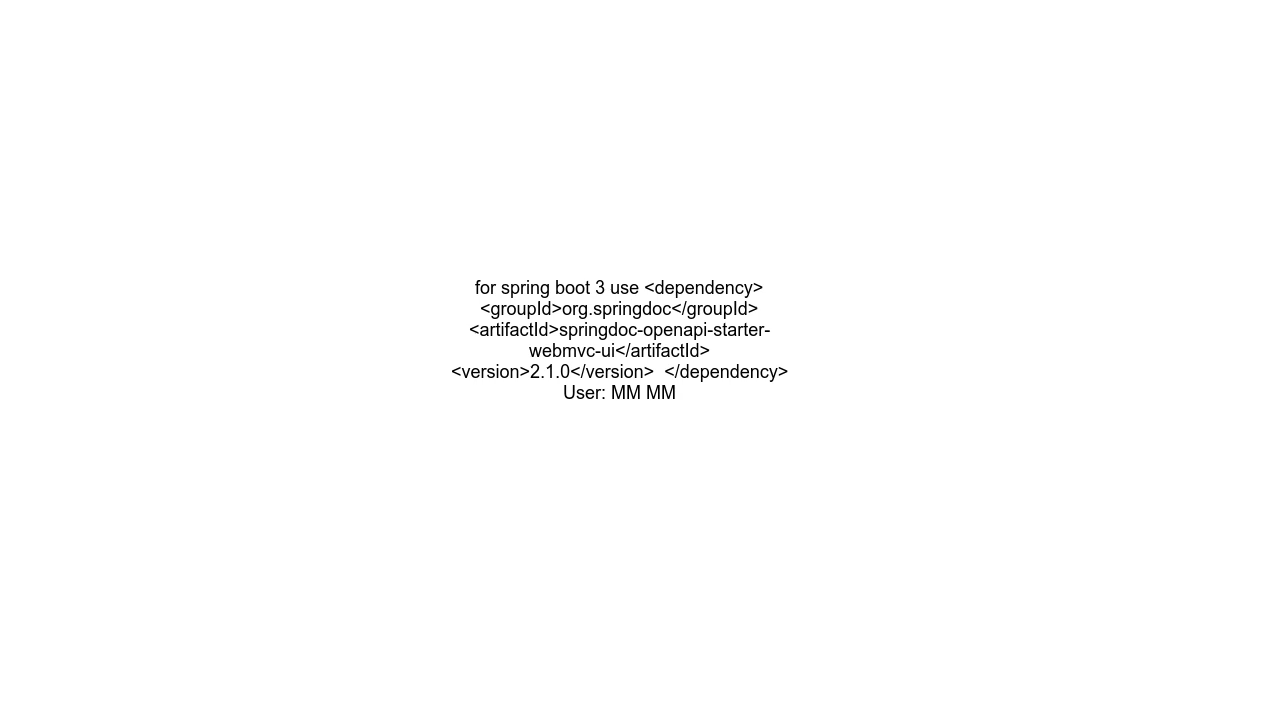 for spring boot 3 use <dependency>
<groupId>org.springdoc</groupId>
<artifactId>springdoc-openapi-starter-
webmvc-ui</artifactId>
<version>2.1.0</version>  </dependency>
User: MM MM